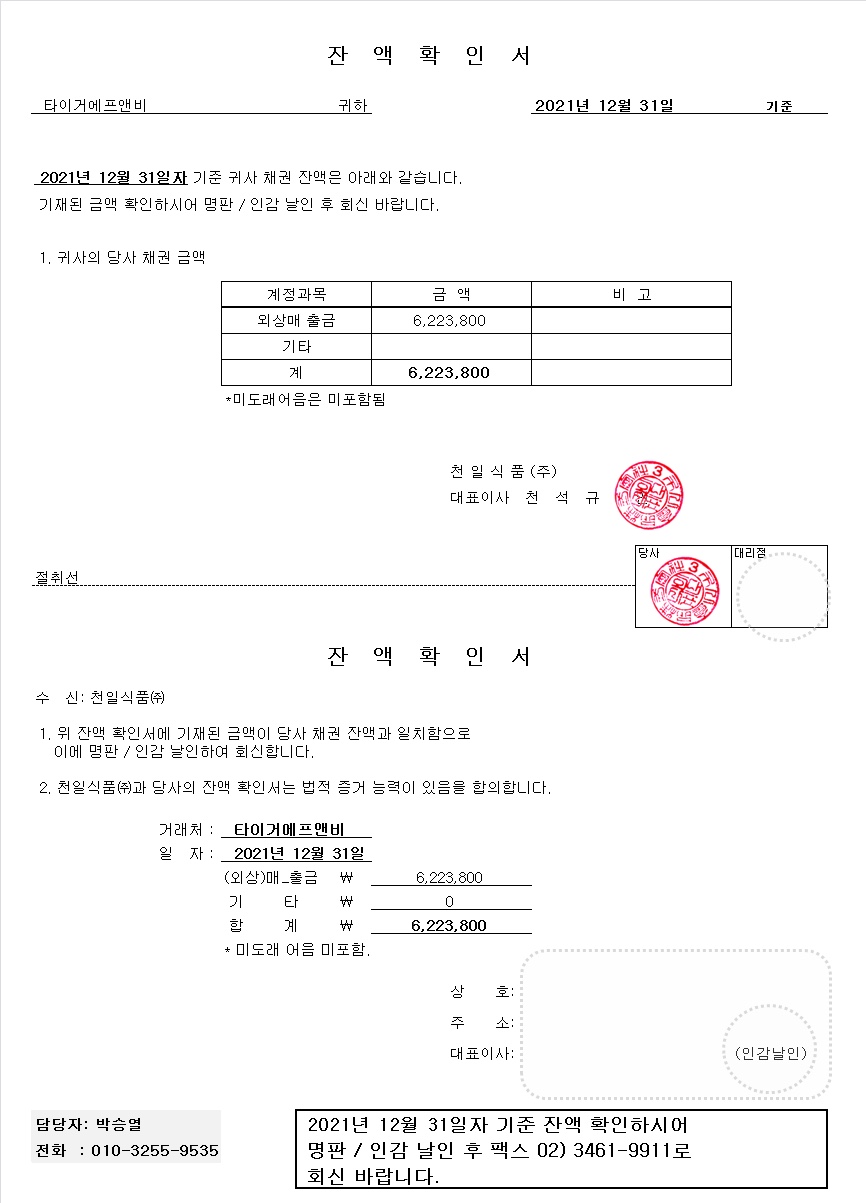 잔 액 확 인 서
타이거에프앤비 귀하 2021년 12월 31일 기준
2021년 12월 31일자 기준 귀사 채권 잔액은 아래와 같습니다.
기재된 금액 확인하시어 명판 / 인감 날인 후 회신 바랍니다.
1. 귀사의 당사 채권 금액
계정과목 금 액 비 고
외상매 출금 6,223,800
기타
계 6,223,800
*미도래어음은 미포함됨
천 일 식 품 (주)
대표이사 천 석 규
당사 대리점
절취선
잔 액 확 인 서
수 신: 천일식품㈜
1. 위 잔액 확인서에 기재된 금액이 당사 채권 잔액과 일치함으로
이에 명판 / 인감 날인하여 회신합니다.
2. 천일식품㈜과 당사의 잔액 확인서는 법적 증거 능력이 있음을 합의합니다.
거래처 : 타이거에프앤비
일 자 : 2021년 12월 31일
(외상)매_출금 ₩ 6,223,800
기 타 ₩ 0
합 계 ₩ 6,223,800
* 미도래 어음 미포함.
상 호:
주 소:
대표이사: (인감날인)
담당자: 박승열
전화 : 010-3255-9535
2021년 12월 31일자 기준 잔액 확인하시어
명판 / 인감 날인 후 팩스 02) 3461-9911로
회신 바랍니다.